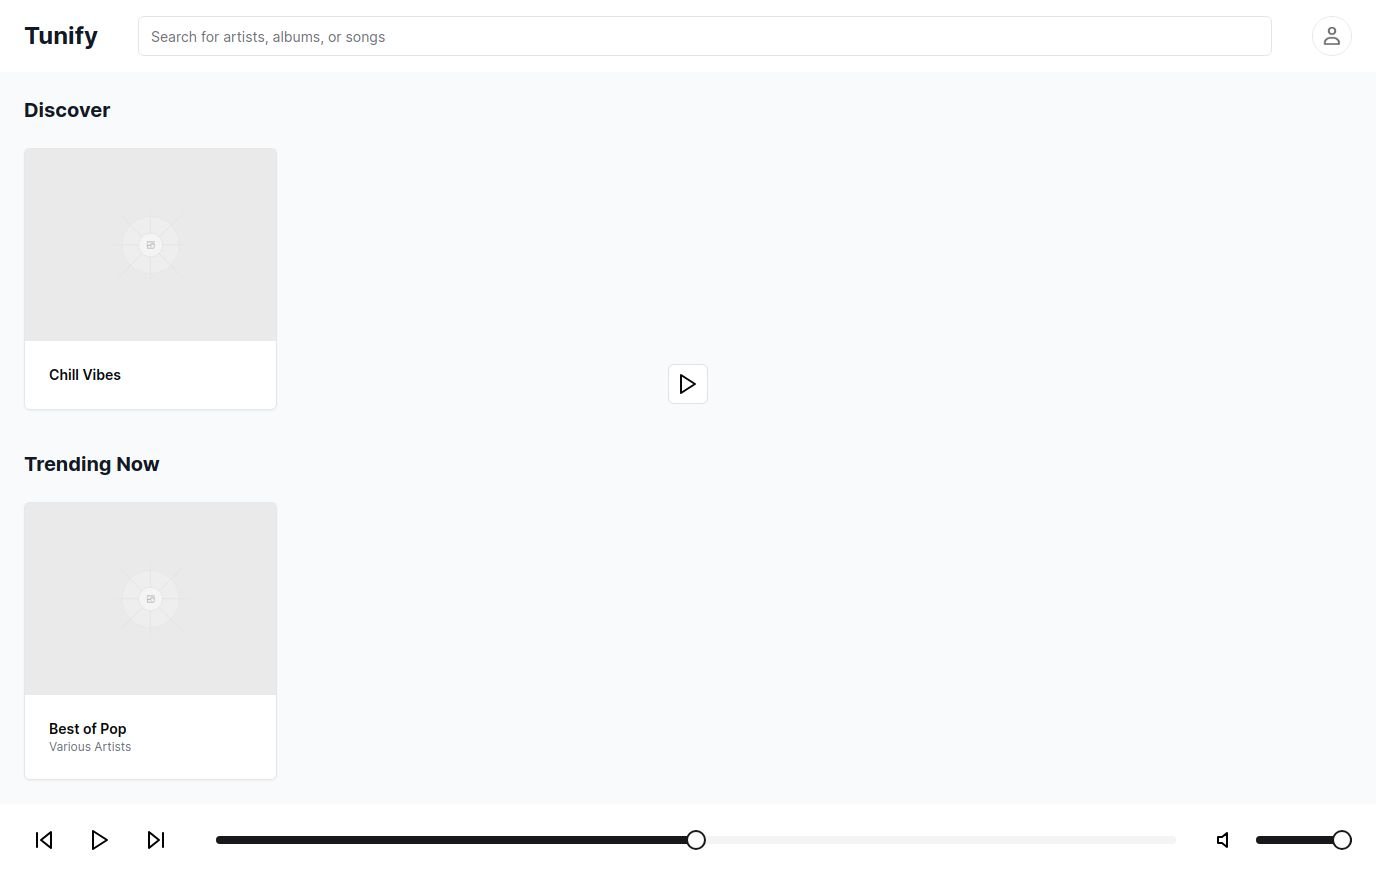 Tunify
Search for artists, albums, or songs
Discover
Chill Vibes
Trending Now
Best of Pop
Various Artists